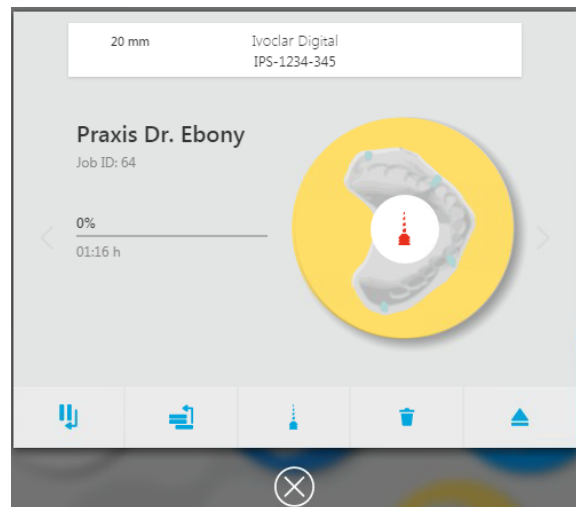 20 mm
Ivoclar Digital
IPS-1234-345
Praxis Dr. Ebony
Job ID: 64
0%
01:16 h